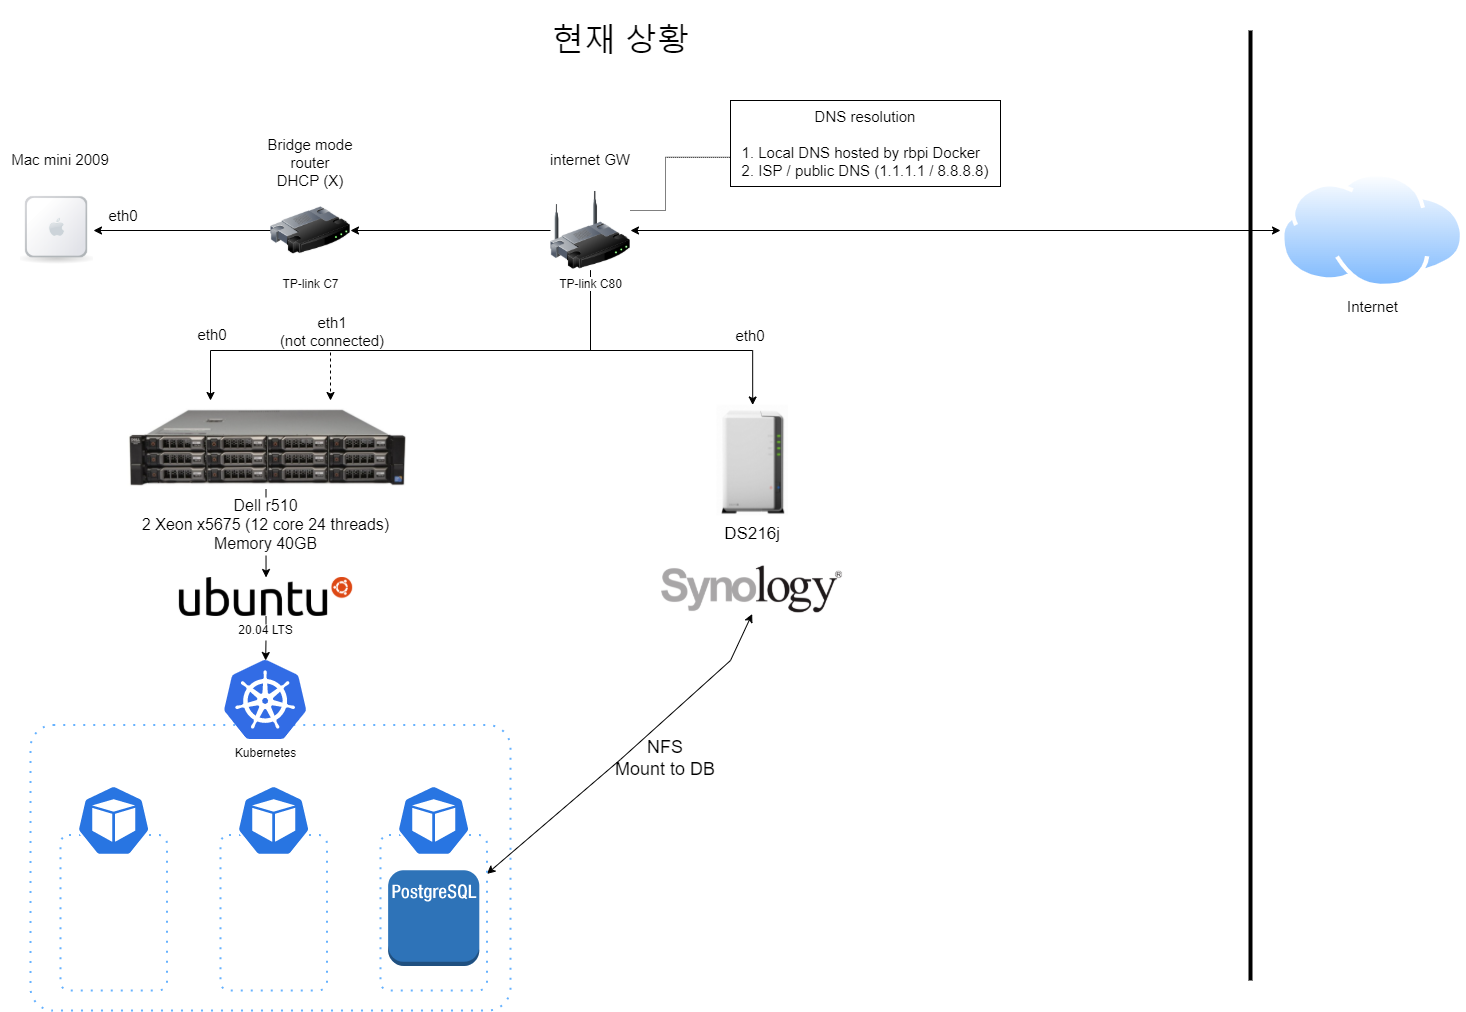 현재 상황
DNS resolution
1. Local DNS hosted by rbpi Docker
2. ISP / public DNS (1.1.1.1 / 8.8.8.8)
Mac mini 2009
Bridge mode
router
DHCP (X)
internet GW
eth0
TP-link C7
TP-link C80
Internet
eth0
eth1
(not connected)
eth0
Dell r510
2 Xeon x5675 (12 core 24 threads)
Memory 40GB
DS216j
ubuntu
20.04 LTS
Synology®
Kubernetes
NFS
Mount to DB
PostgreSQL